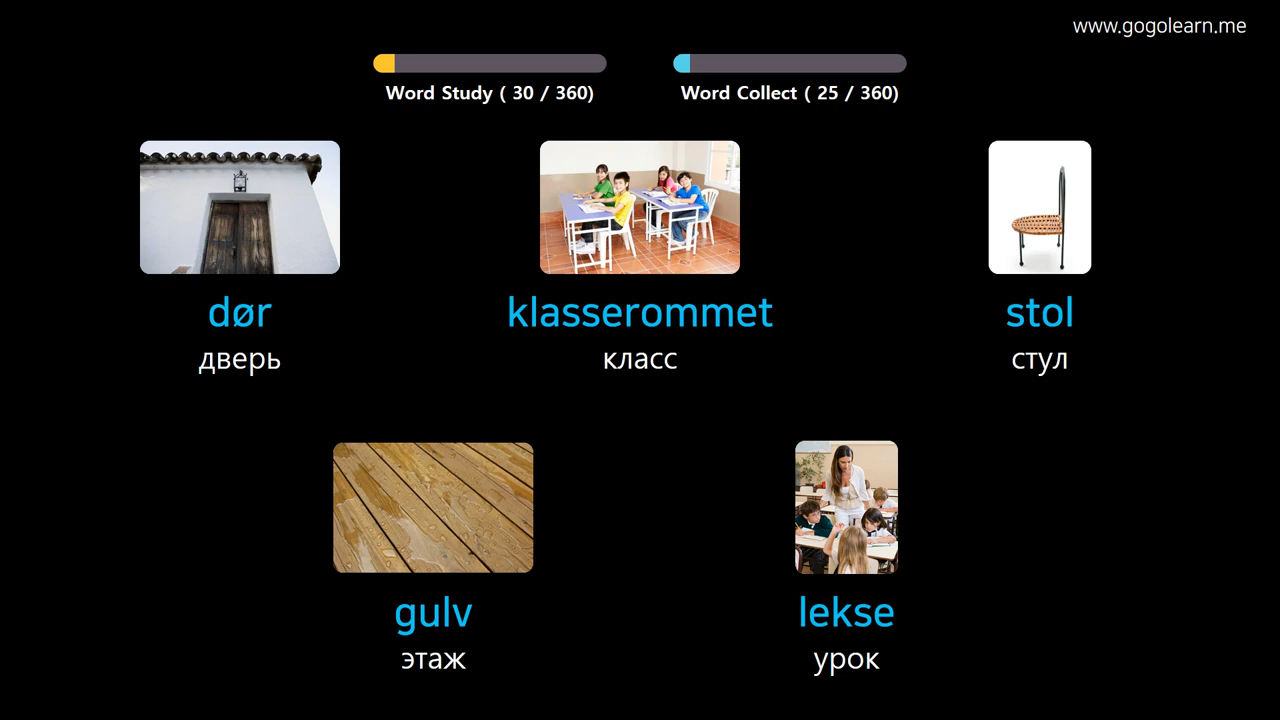 www.gogolearn.me
Word Study ( 30 / 360)
Word Collect ( 25 / 360)
dør
klasserommet
stol
дверь
класс
стул
gulv
lekse
этаж
урок